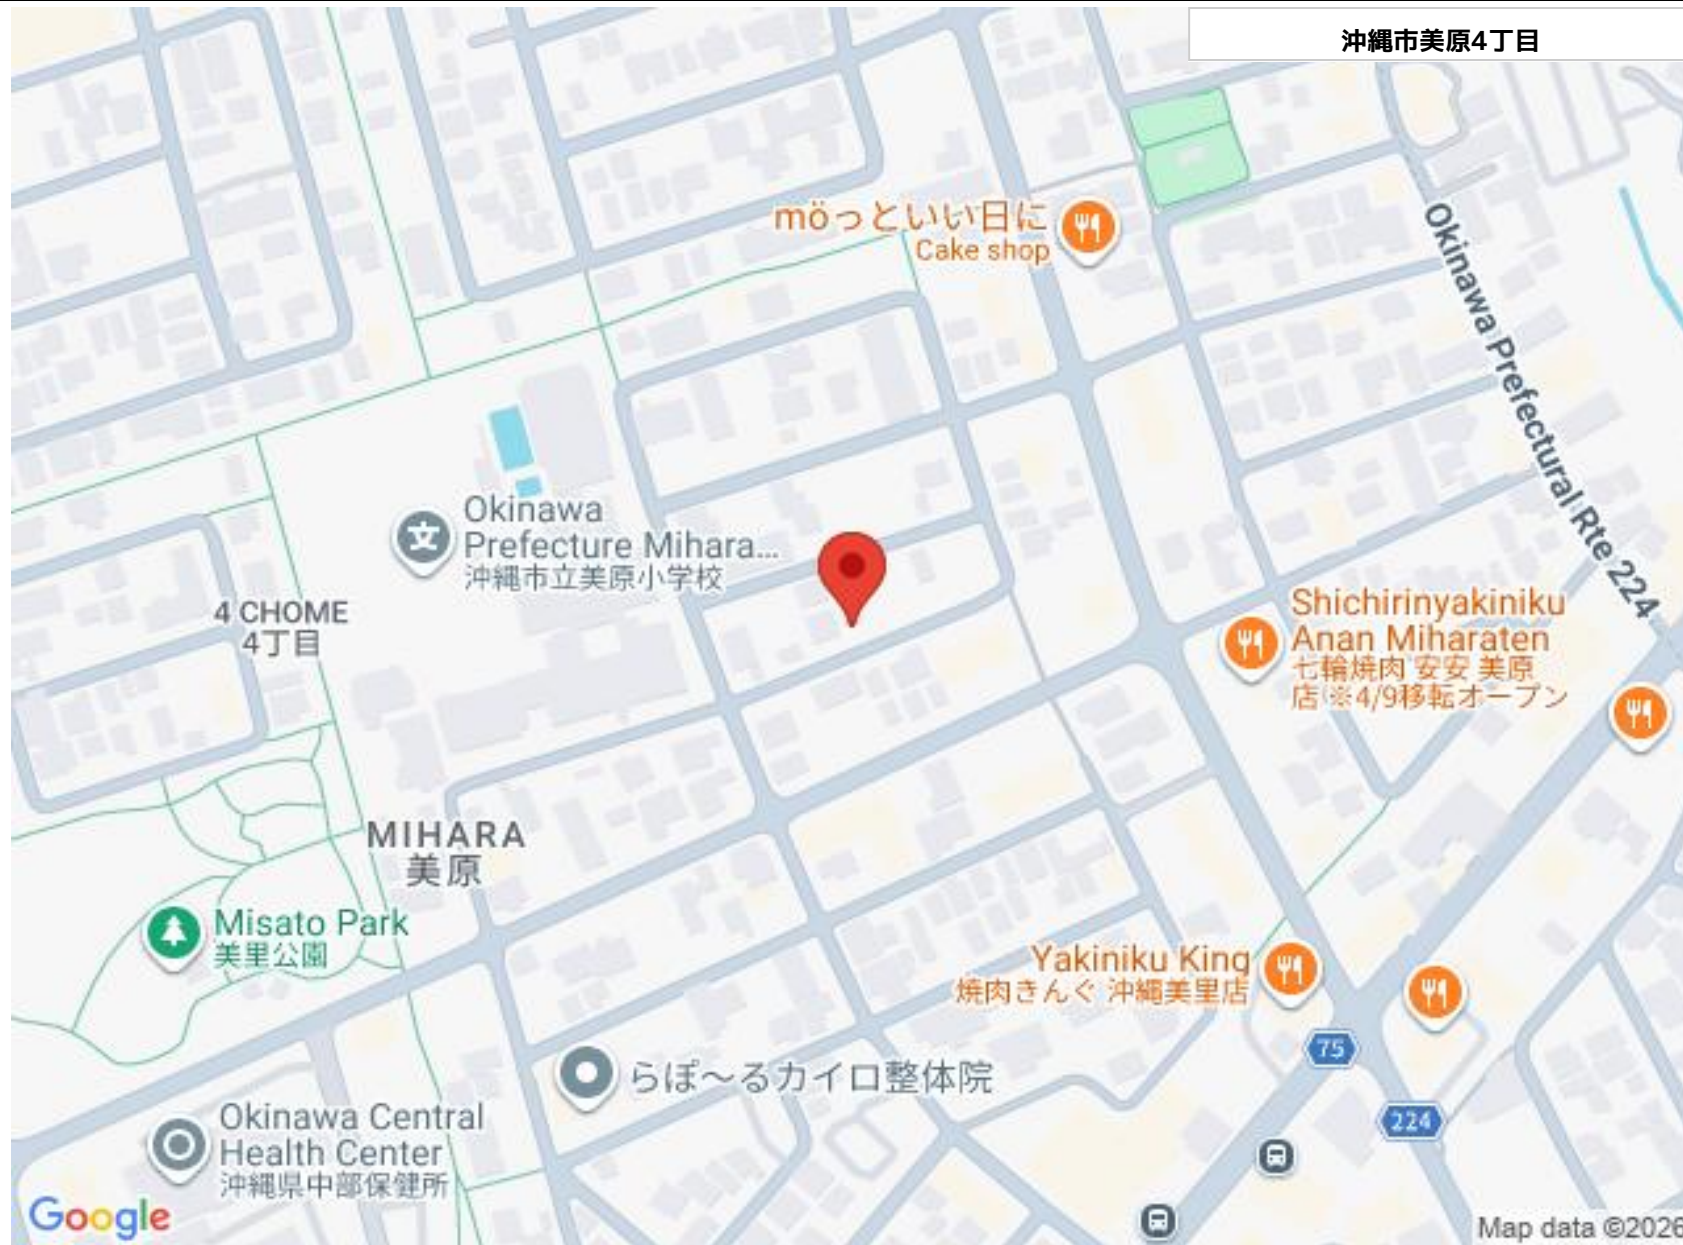 沖縄市美原4丁目
möっといい日に
Cake shop
Okinawa Prefectural Rte 224
Okinawa
Prefecture Mihara...
沖縄市立美原小学校
4 CHOME
4丁目
Shichirinyakiniku
Anan Miharaten
七輪焼肉 安安 美原
店 ※4/9移転オープン
MIHARA
美原
Misato Park
美里公園
Yakiniku King
焼肉きんぐ 沖縄美里店
75
らぽ～るカイロ整体院
224
Okinawa Central
Health Center
沖縄県中部保健所
Google
Map data ©2026